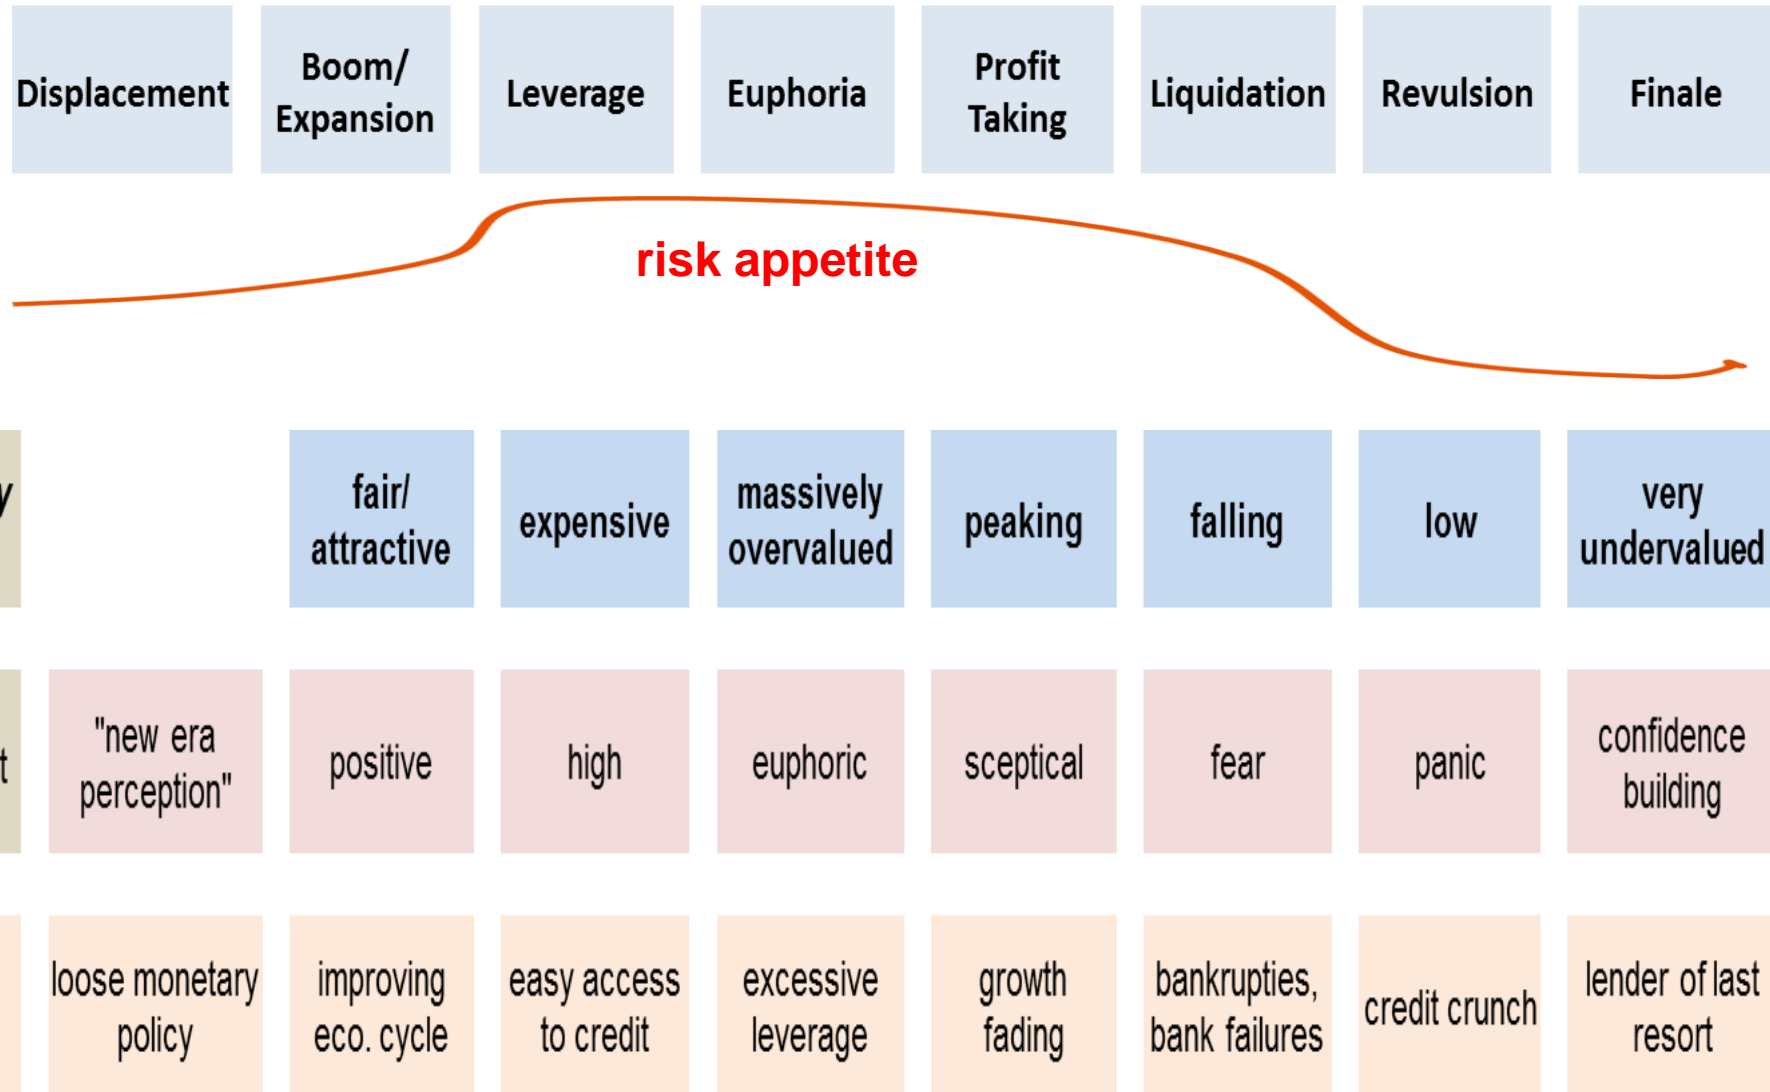 Displacement
Boom/
Expansion
Leverage
Euphoria
Profit
Taking
Liquidation
Revulsion
Finale
risk appetite
y
fair/
attractive
expensive
massively
overvalued
peaking
falling
low
very
undervalued
t
"new era
perception"
positive
high
euphoric
sceptical
fear
panic
confidence
building
loose monetary
policy
improving
eco. cycle
easy access
to credit
excessive
leverage
growth
fading
bankrupties,
bank failures
credit crunch
lender of last
resort